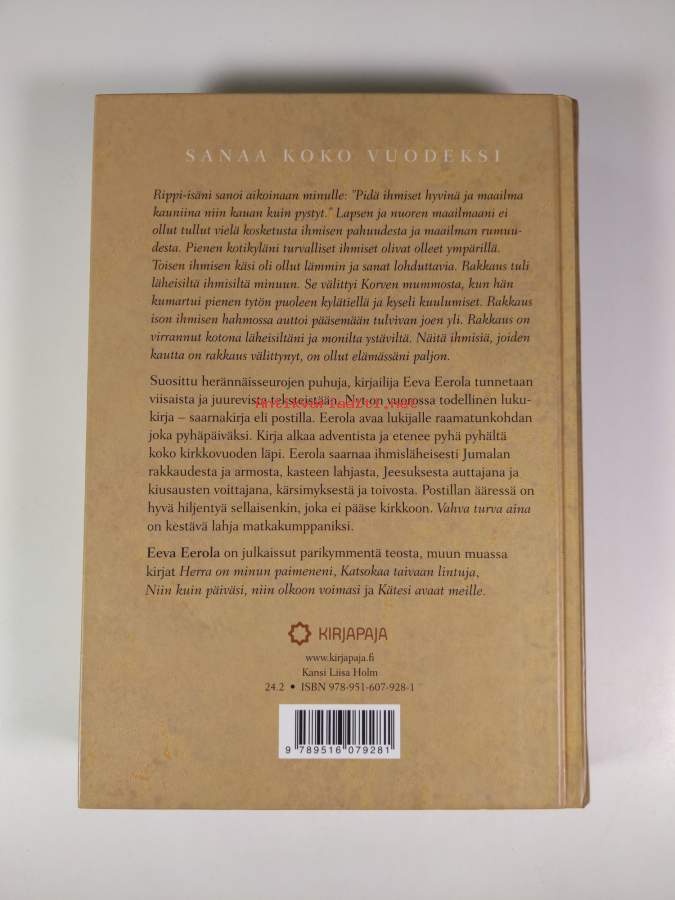 SANAA KOKO VUODEKSI
Rippi-isäni sanoi aikoinaan minulle: "Pidä ihmiset hyvinä ja maailma
kauniina niin kauan kuin pystyt." Lapsen ja nuoren maailmaani ei
ollut tullut vielä kosketusta ihmisen pahuudesta ja maailman rumuu-
desta. Pienen kotikyläni turvalliset ihmiset olivat olleet ympärillä.
Toisen ihmisen käsi oli ollut lämmin ja sanat lohduttavia. Rakkaus tuli
läheisiltä ihmisiltä minuun. Se välittyi Korven mummosta, kun hän
kumartui pienen tytön puoleen kylätiellä ja kyseli kuulumiset. Rakkaus
ison ihmisen hahmossa auttoi pääsemään tulvivan joen yli. Rakkaus on
virrannut kotona läheisiltäni ja monilta ystäviltä. Näitä ihmisiä, joiden
kautta on rakkaus välittynyt, on ollut elämässäni paljon.
Suosittu herännäisseurojen puhuja, kirjailija Eeva Eerola tunnetaan
viisaista ja juurevista teksteistään. Nyt on vuorossa todellinen luku-
Antikvariaatti.net
kirja – saarnakirja eli postilla. Eerola avaa lukijalle raamatunkohdan
joka pyhäpäiväksi. Kirja alkaa adventista ja etenee pyhä pyhältä
koko kirkkovuoden läpi. Eerola saarnaa ihmisläheisesti Jumalan
rakkaudesta ja armosta, kasteen lahjasta, Jeesuksesta auttajana ja
kiusausten voittajana, kärsimyksestä ja toivosta. Postillan ääressä on
hyvä hiljentyä sellaisenkin, joka ei pääse kirkkoon. Vahva turva aina
on kestävä lahja matkakumppaniksi.
Eeva Eerola on julkaissut parikymmentä teosta, muun muassa
kirjat Herra on minun paimeneni, Katsokaa taivaan lintuja,
Niin kuin päiväsi, niin olkoon voimasi ja Kätesi avaat meille.
KIRJAPAJA
www.kirjapaja.fi
Kansi Liisa Holm
24.2 • ISBN 978-951-607-928-1
9 789516 079281